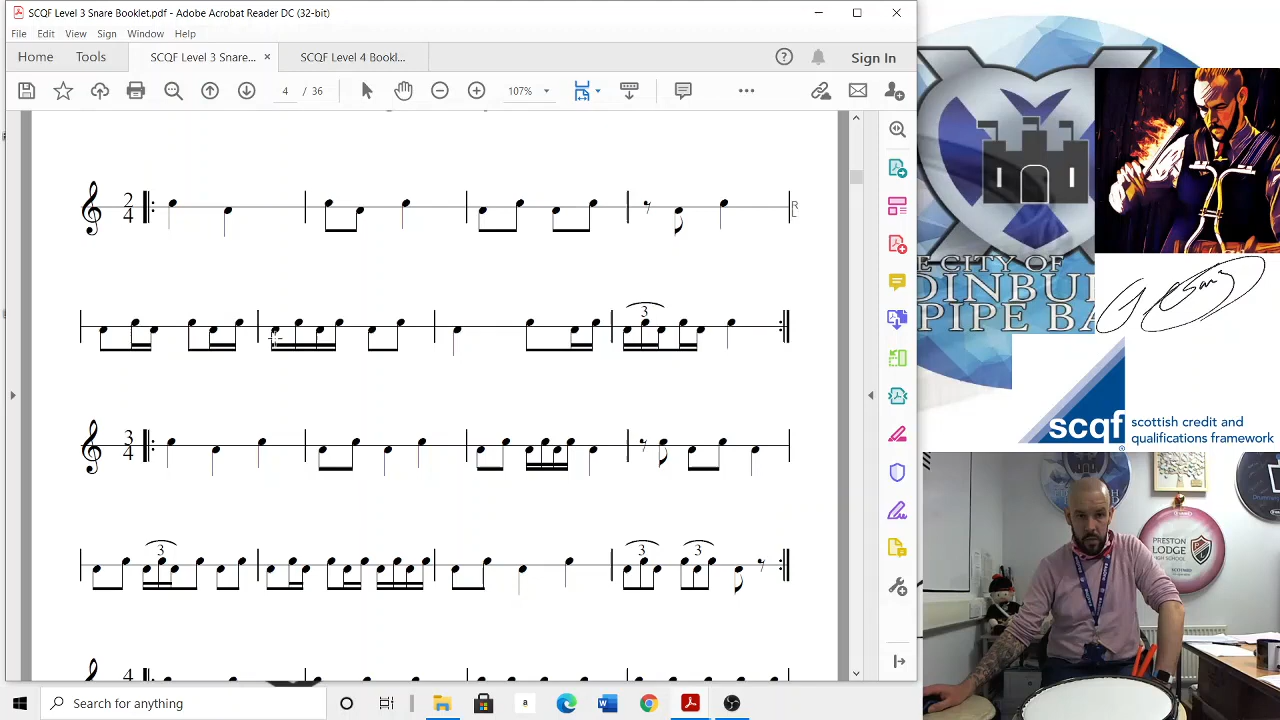 SCQF Level 3 Snare Booklet.pdf - Adobe Acrobat Reader DC (32-bit)
File Edit View Sign Window Help
Home Tools SCQF Level 3 Snare... × SCQF Level 4 Bookl... Sign In
4 / 36 107%
2
4
R
L
3
3
4
3
3 3
THE CITY OF
EDINBU
PIPE BA
scqf
scottish credit and
qualifications framework
PRESTON
LODGE
HIGH SCHOOL
Search for anything